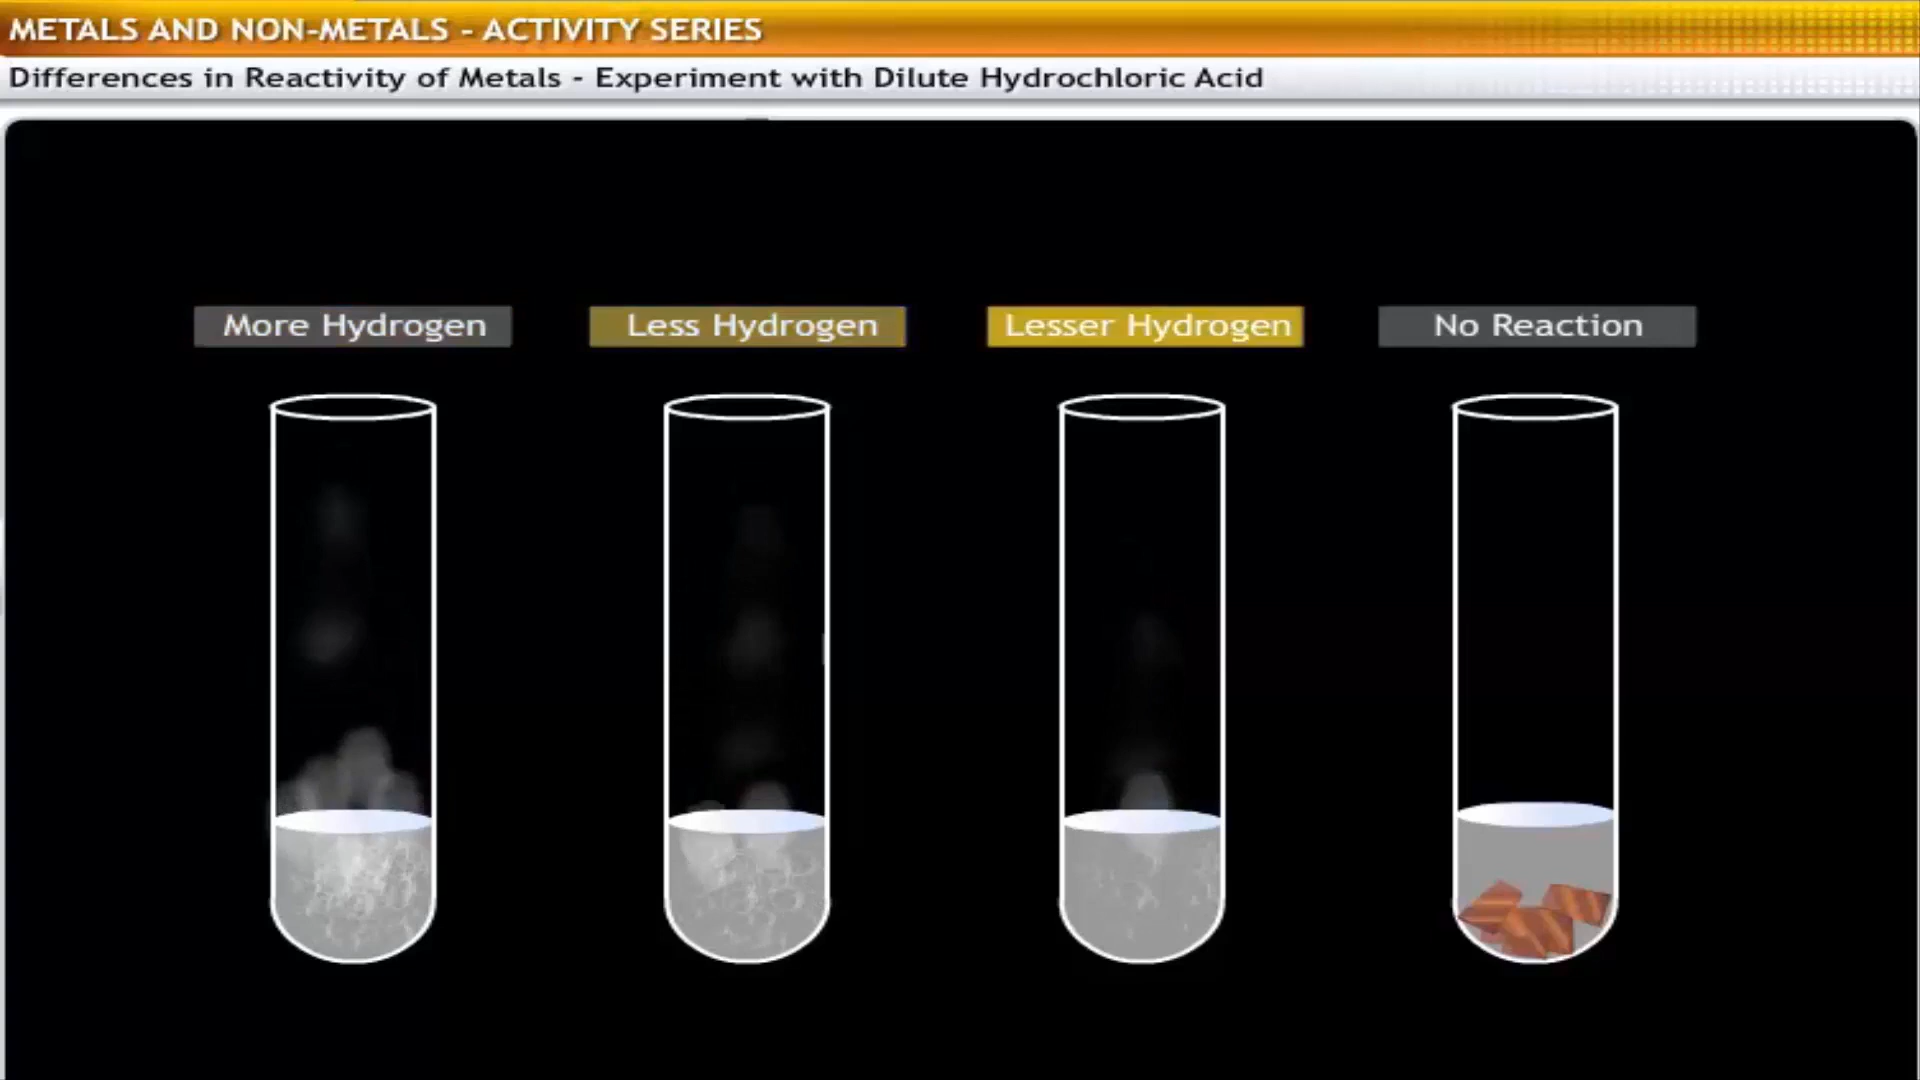 METALS AND NON-METALS - ACTIVITY SERIES
Differences in Reactivity of Metals - Experiment with Dilute Hydrochloric Acid
More Hydrogen
Less Hydrogen
Lesser Hydrogen
No Reaction